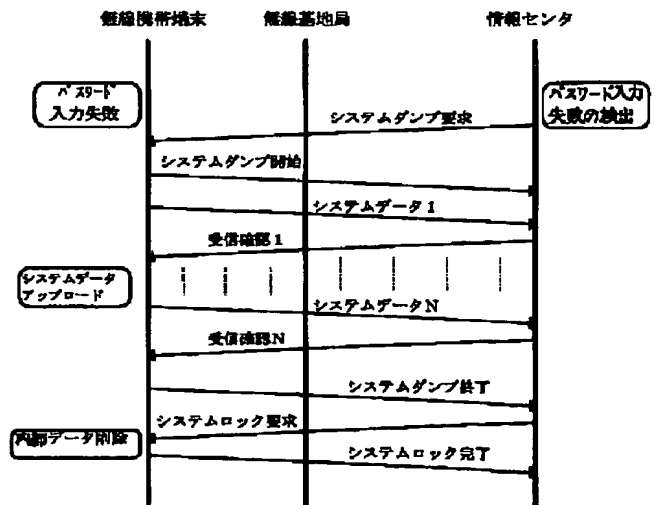 無線携帯端末
無線基地局
情報センタ
パスワード
入力失敗
パスワード入力
失敗の検出
システムダンプ要求
システムダンプ開始
システムデータ1
受信確認1
システムデータ
アップロード
システムデータN
受信確認N
システムダンプ終了
システムロック要求
内部データ削除
システムロック完了